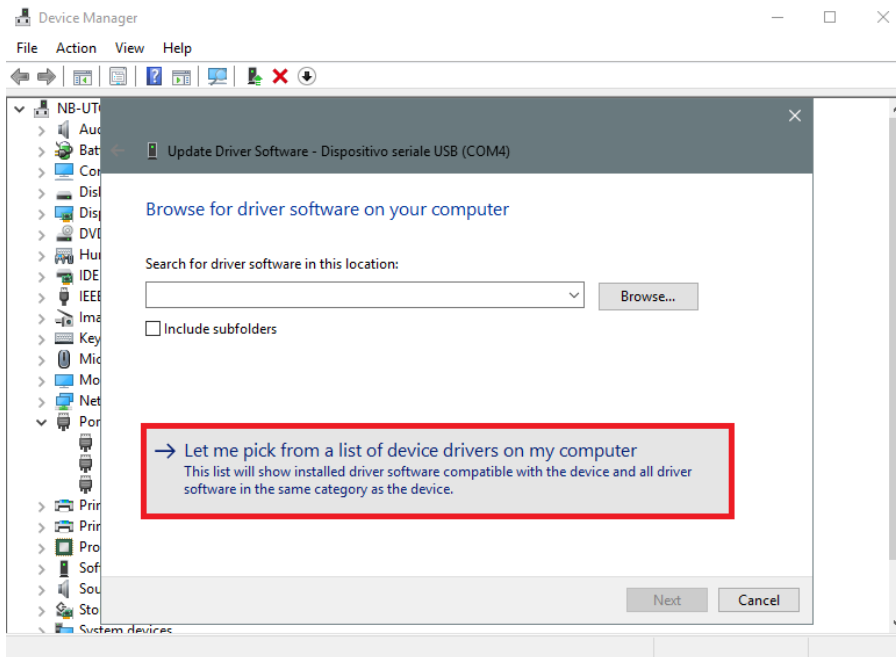 Device Manager
File Action View Help
NB-UT
Aud
Bat
Update Driver Software - Dispositivo seriale USB (COM4)
Con
Disl
Browse for driver software on your computer
Disp
DVD
Hur
Search for driver software in this location:
IDE
IEEE
Browse...
Ima
Include subfolders
Key
Mic
Mo
Net
Por
Let me pick from a list of device drivers on my computer
This list will show installed driver software compatible with the device and all driver
software in the same category as the device.
Prin
Prin
Pro
Sof
Sou
Next Cancel
Sto
System devices